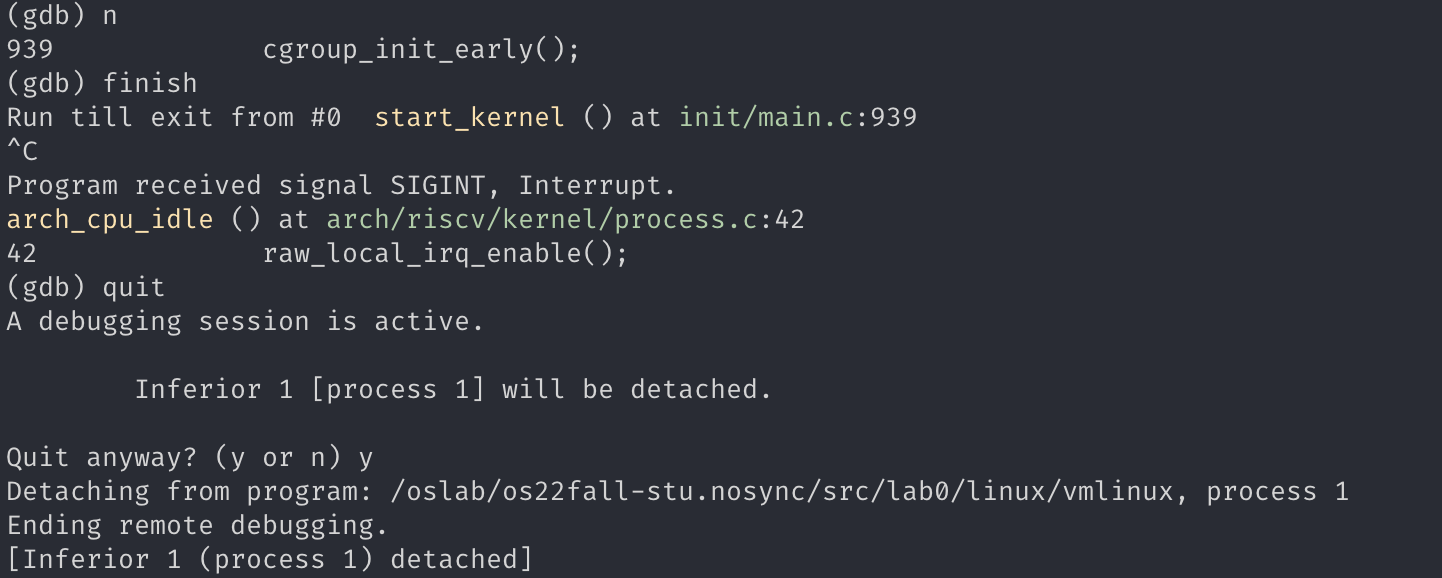 (gdb) n
939             cgroup_init_early();
(gdb) finish
Run till exit from #0  start_kernel () at init/main.c:939
^C
Program received signal SIGINT, Interrupt.
arch_cpu_idle () at arch/riscv/kernel/process.c:42
42              raw_local_irq_enable();
(gdb) quit
A debugging session is active.

        Inferior 1 [process 1] will be detached.

Quit anyway? (y or n) y
Detaching from program: /oslab/os22fall-stu.nosync/src/lab0/linux/vmlinux, process 1
Ending remote debugging.
[Inferior 1 (process 1) detached]